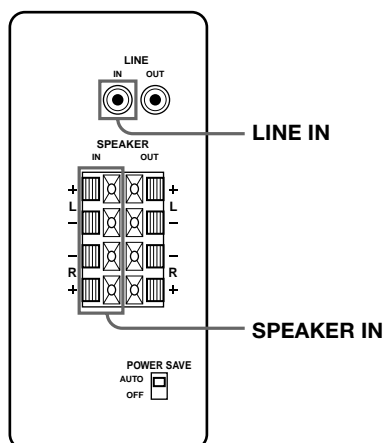 LINE
IN OUT
LINE IN
SPEAKER
IN OUT
+ +
L L
− −
− −
R R
+ +
SPEAKER IN
POWER SAVE
AUTO
OFF